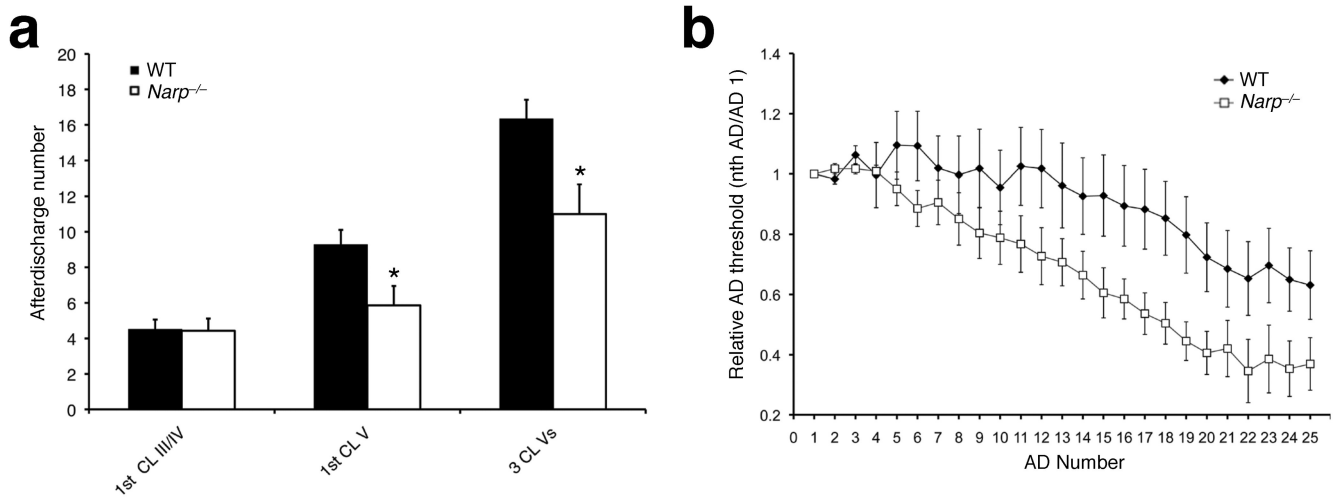 a
20
18
16
14
12
10
8
6
4
2
0
Afterdischarge number
WT
Narp–/–
*
*
1st CL III/IV
1st CL V
3 CL Vs
b
1.4
1.2
1
0.8
0.6
0.4
0.2
Relative AD threshold (nth AD/AD 1)
WT
Narp–/–
0 1 2 3 4 5 6 7 8 9 10 11 12 13 14 15 16 17 18 19 20 21 22 23 24 25
AD Number